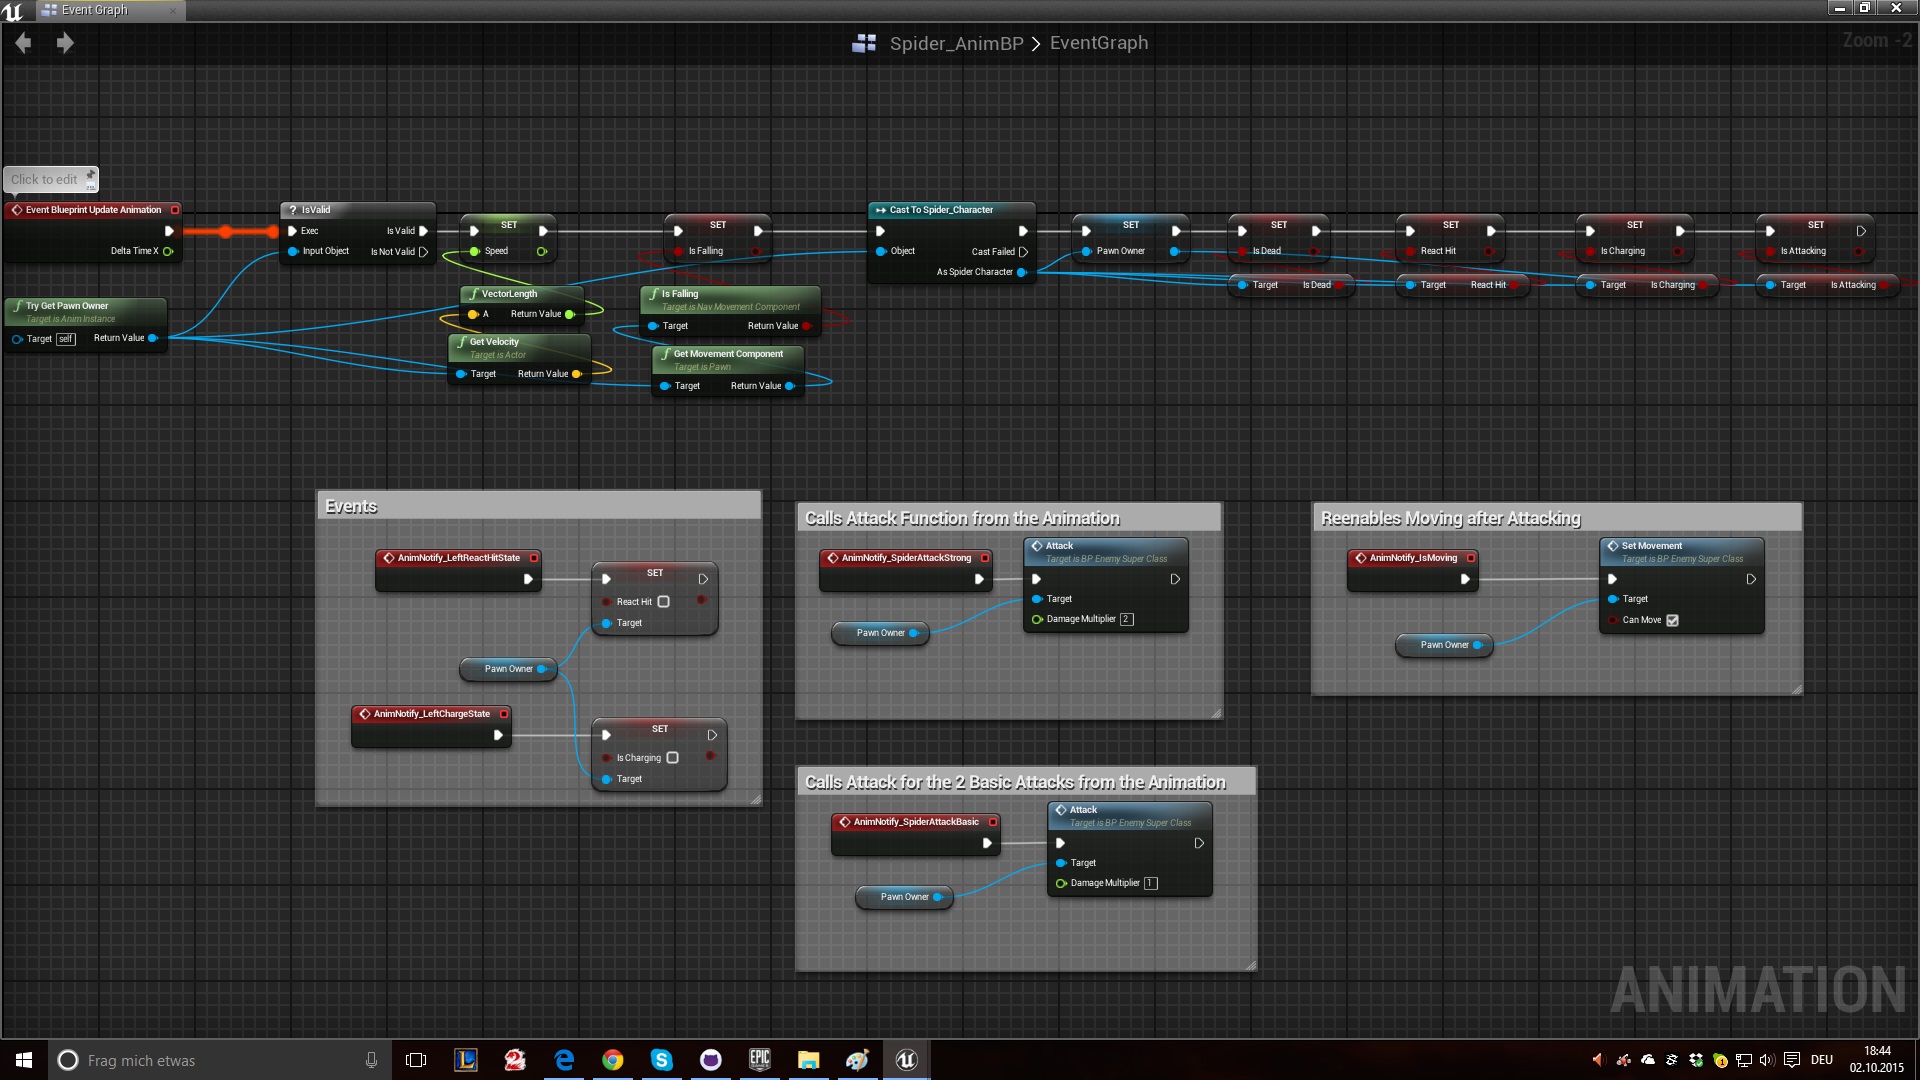 Event Graph
Spider_AnimBP > EventGraph
Zoom -2
Click to edit
Event Blueprint Update Animation
Delta Time X
Try Get Pawn Owner
Target is Anim Instance
Target self Return Value
? IsValid
Exec Is Valid
Input Object Is Not Valid
SET
Speed
VectorLength
A Return Value
Get Velocity
Target is Actor
Target Return Value
SET
Is Falling
Is Falling
Target is Nav Movement Component
Target Return Value
Get Movement Component
Target is Pawn
Target Return Value
Cast To Spider_Character
Object Cast Failed
As Spider Character
SET
Pawn Owner
SET
Is Dead
Target Is Dead
SET
React Hit
Target React Hit
SET
Is Charging
Target Is Charging
SET
Is Attacking
Target Is Attacking
Events
AnimNotify_LeftReactHitState
SET
React Hit
Target
Pawn Owner
AnimNotify_LeftChargeState
SET
Is Charging
Target
Calls Attack Function from the Animation
AnimNotify_SpiderAttackStrong
Attack
Target is BP Enemy Super Class
Target
Damage Multiplier 2
Pawn Owner
Reenables Moving after Attacking
AnimNotify_IsMoving
Set Movement
Target is BP Enemy Super Class
Target
Can Move
Pawn Owner
Calls Attack for the 2 Basic Attacks from the Animation
AnimNotify_SpiderAttackBasic
Attack
Target is BP Enemy Super Class
Target
Damage Multiplier 1
Pawn Owner
ANIMATION
Frag mich etwas
EPIC
DEU
18:44
02.10.2015